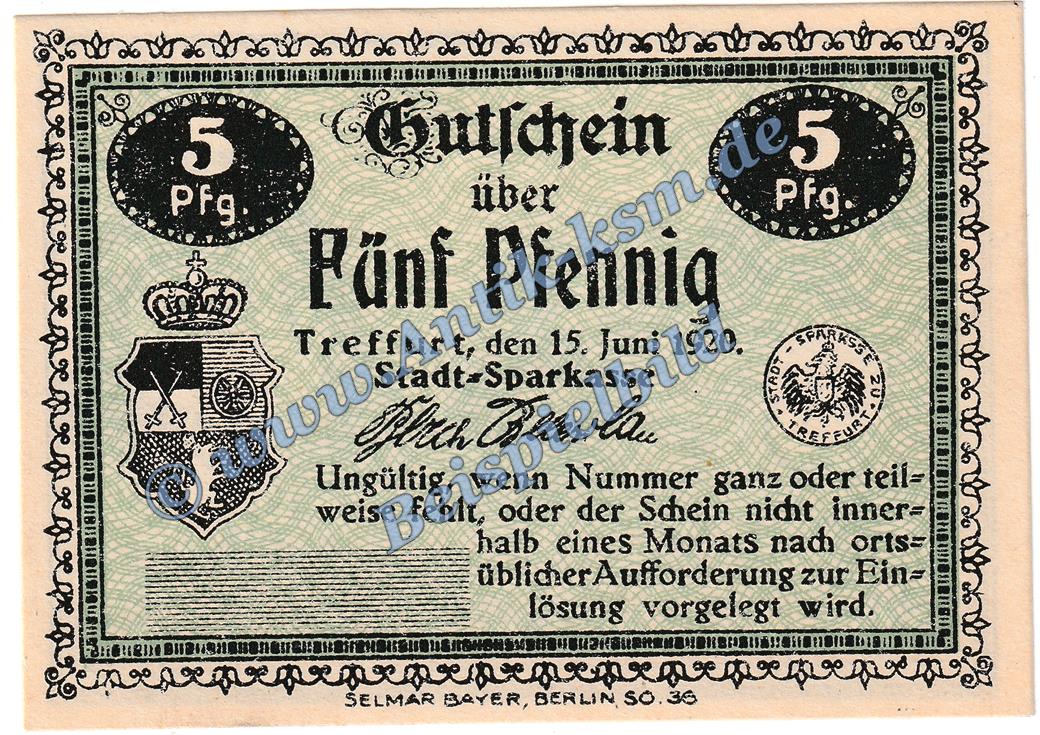 5 Pfg.
Gutschein
5 Pfg.
über
Fünf Pfennig
Treffurt, den 15. Juni 1920.
Stadt=Sparkasse
STADT - SPARKSSE ZU TREFFURT
Ungültig, wenn Nummer ganz oder teil=
weise fehlt, oder der Schein nicht inner=
halb eines Monats nach orts=
üblicher Aufforderung zur Ein=
lösung vorgelegt wird.
SELMAR BAYER, BERLIN, SO. 36
© www.Antik-ksm.de
Beispielbild